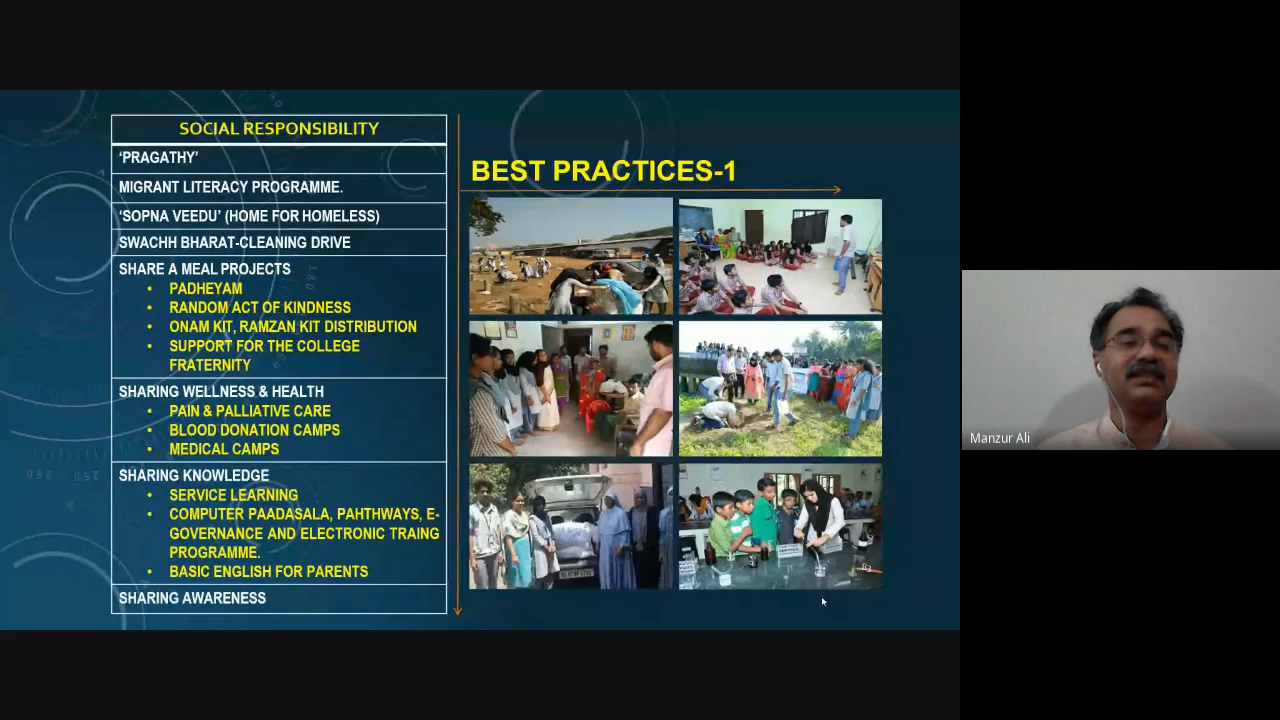 SOCIAL RESPONSIBILITY
‘PRAGATHY’
MIGRANT LITERACY PROGRAMME.
‘SOPNA VEEDU’ (HOME FOR HOMELESS)
SWACHH BHARAT-CLEANING DRIVE
SHARE A MEAL PROJECTS
• PADHEYAM
• RANDOM ACT OF KINDNESS
• ONAM KIT, RAMZAN KIT DISTRIBUTION
• SUPPORT FOR THE COLLEGE
FRATERNITY
SHARING WELLNESS & HEALTH
• PAIN & PALLIATIVE CARE
• BLOOD DONATION CAMPS
• MEDICAL CAMPS
SHARING KNOWLEDGE
• SERVICE LEARNING
• COMPUTER PAADASALA, PAHTHWAYS, E-
GOVERNANCE AND ELECTRONIC TRAING
PROGRAMME.
• BASIC ENGLISH FOR PARENTS
SHARING AWARENESS
BEST PRACTICES-1
83
Manzur Ali